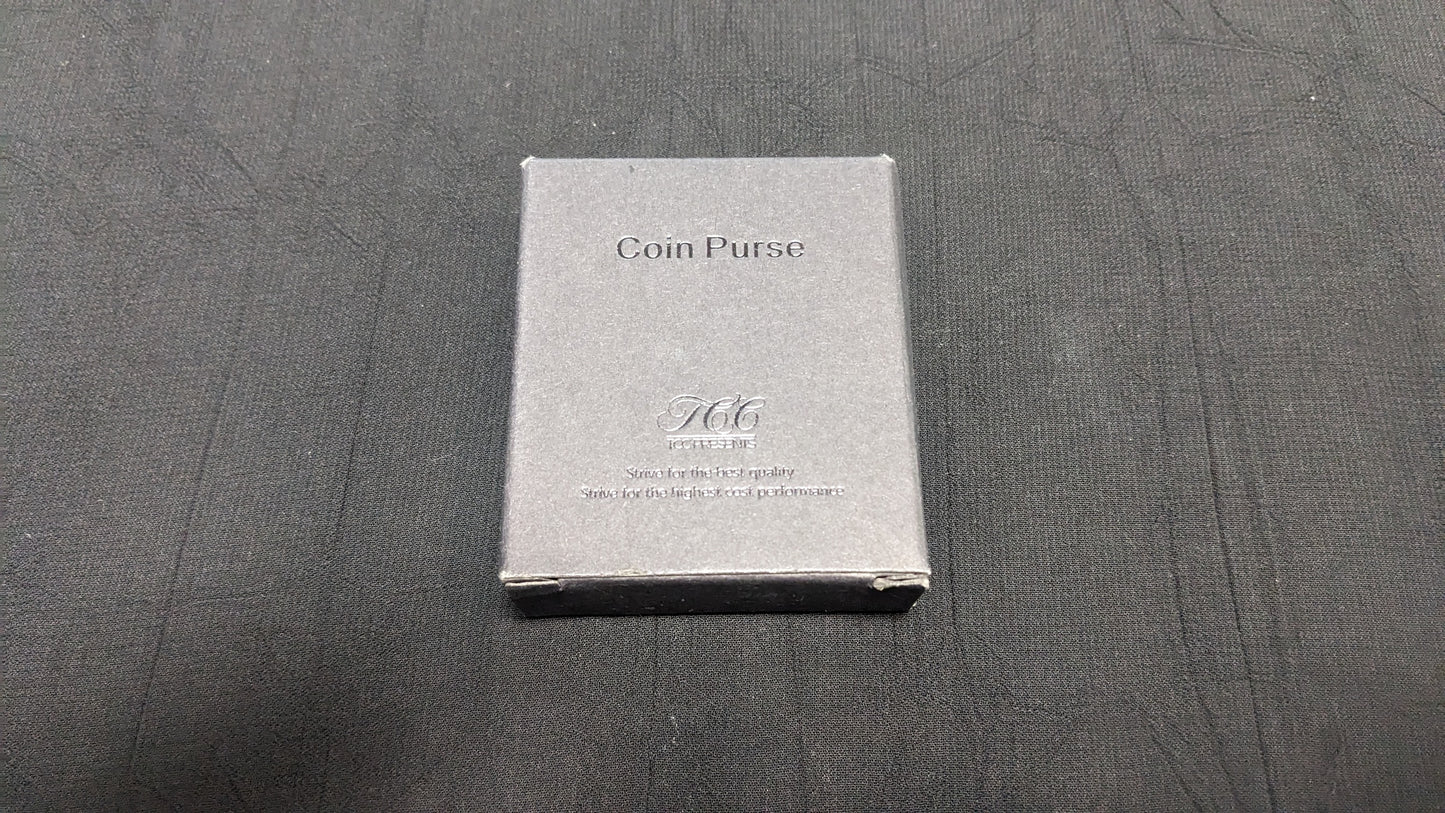 Coin Purse
TCC
TCC PRESENTS
Strive for the best quality
Strive for the highest cost performance